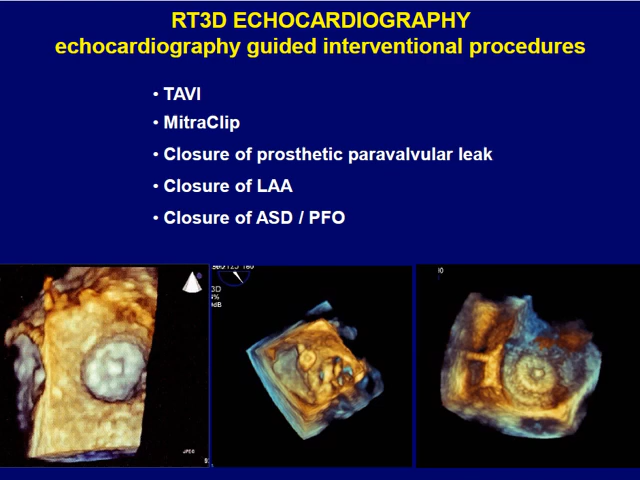 RT3D ECHOCARDIOGRAPHY
echocardiography guided interventional procedures
• TAVI
• MitraClip
• Closure of prosthetic paravalvular leak
• Closure of LAA
• Closure of ASD / PFO
3D
JPEG